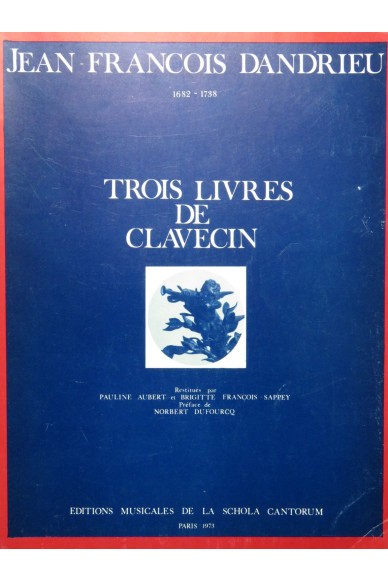 JEAN-FRANCOIS DANDRIEU
1682 - 1738
TROIS LIVRES
DE
CLAVECIN
Restitués par
PAULINE AUBERT et BRIGITTE FRANÇOIS-SAPPEY
Préface de
NORBERT DUFOURCQ
EDITIONS MUSICALES DE LA SCHOLA CANTORUM
PARIS 1973